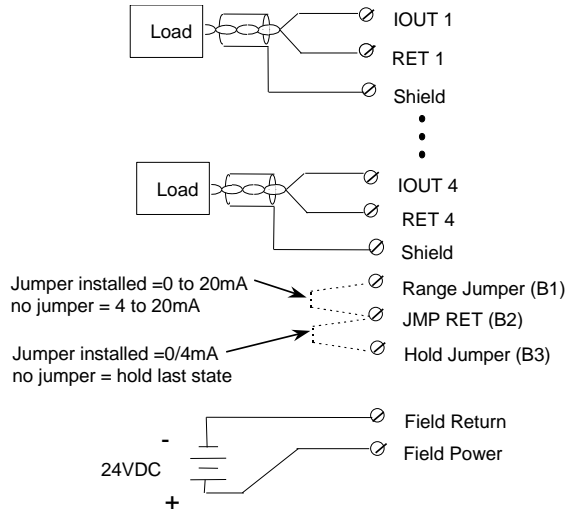 Load
IOUT 1
RET 1
Shield
Load
IOUT 4
RET 4
Shield
Jumper installed =0 to 20mA
no jumper = 4 to 20mA
Range Jumper (B1)
JMP RET (B2)
Jumper installed =0/4mA
no jumper = hold last state
Hold Jumper (B3)
Field Return
-
24VDC
+
Field Power